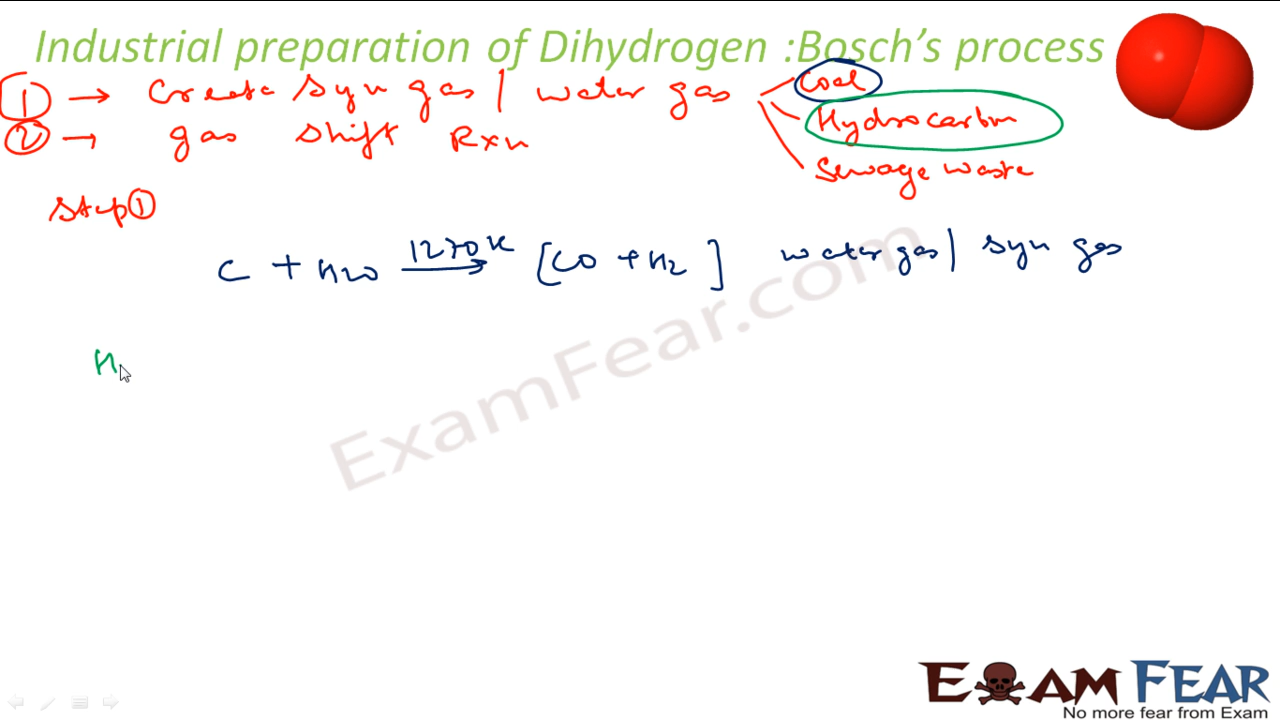 Industrial preparation of Dihydrogen :Bosch's process
① → Create syn gas | water gas
Coal
Hydrocarbon
Sewage waste
② → gas shift Rxn
Step ①
C + H2O 1270K → [CO + H2] water gas | syn gas
H
ExamFear.com
EXAM FEAR
No more fear from Exam